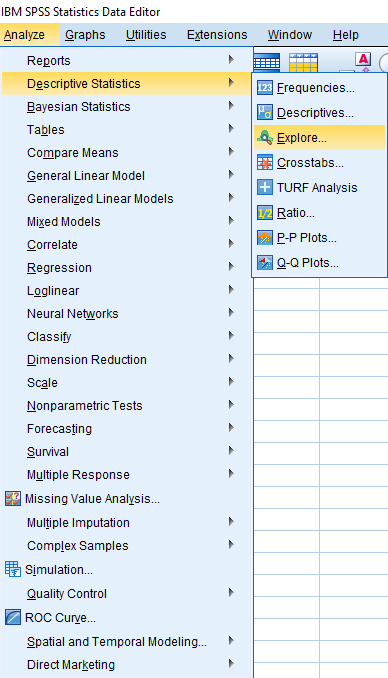 IBM SPSS Statistics Data Editor
Analyze Graphs Utilities Extensions Window Help
Reports
Descriptive Statistics
Bayesian Statistics
Tables
Compare Means
General Linear Model
Generalized Linear Models
Mixed Models
Correlate
Regression
Loglinear
Neural Networks
Classify
Dimension Reduction
Scale
Nonparametric Tests
Forecasting
Survival
Multiple Response
Missing Value Analysis...
Multiple Imputation
Complex Samples
Simulation...
Quality Control
ROC Curve...
Spatial and Temporal Modeling...
Direct Marketing
A
123 Frequencies...
Descriptives...
Explore...
Crosstabs...
TURF Analysis
1/2 Ratio...
P-P Plots...
Q-Q Plots...